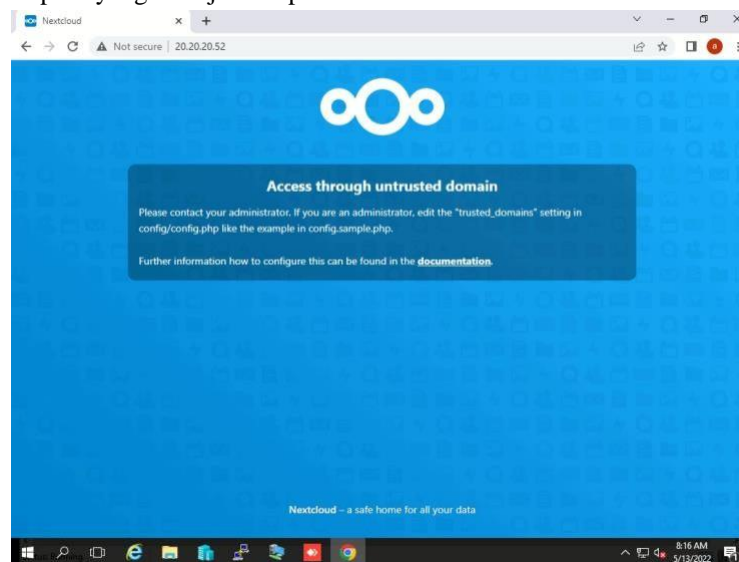 Nextcloud
Not secure
20.20.20.52
a
Access through untrusted domain
Please contact your administrator. If you are an administrator, edit the "trusted_domains" setting in
config/config.php like the example in config.sample.php.
Further information how to configure this can be found in the documentation.
Nextcloud – a safe home for all your data
8:16 AM
5/13/2022